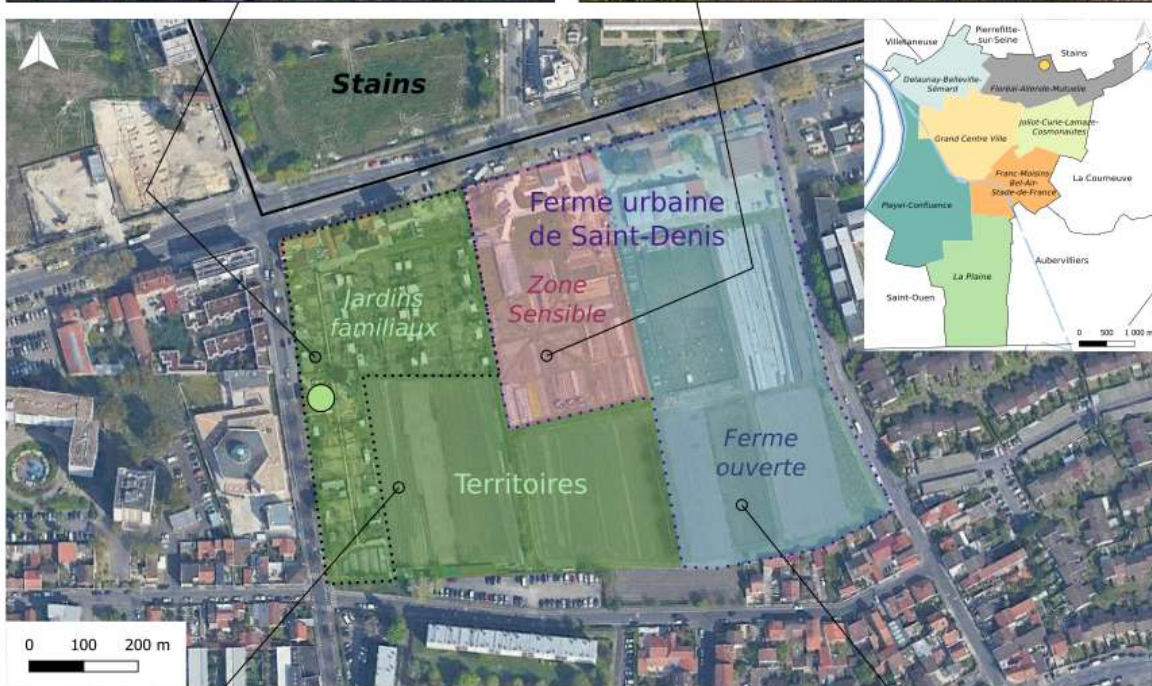 Stains
Ferme urbaine
de Saint-Denis
Zone
Sensible
Jardins
familiaux
Territoires
Ferme
ouverte
0 100 200 m
Villetaneuse
Pierrefitte-
sur-Seine
Stains
Delaunay-Belleville-
Sémard
Floréal-Allende-Mutuelle
Grand Centre Ville
Joliot-Curie-Lamaze-
Cosmonautes
Franc-Moisins
Bel-Air-
Stade-de-France
La Courneuve
Pleyel-Confluence
Aubervilliers
La Plaine
Saint-Ouen
0 500 1 000 m